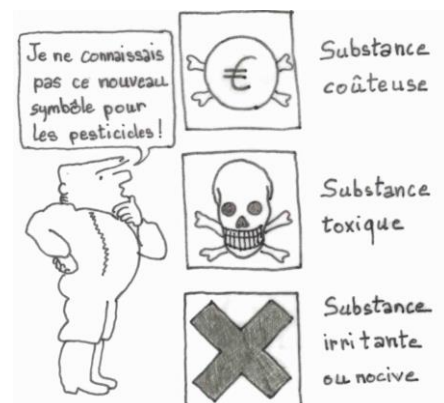 Je ne connaissais
pas ce nouveau
symbôle pour
les pesticides!
€
Substance
coûteuse
Substance
toxique
Substance
irritante
ou nocive